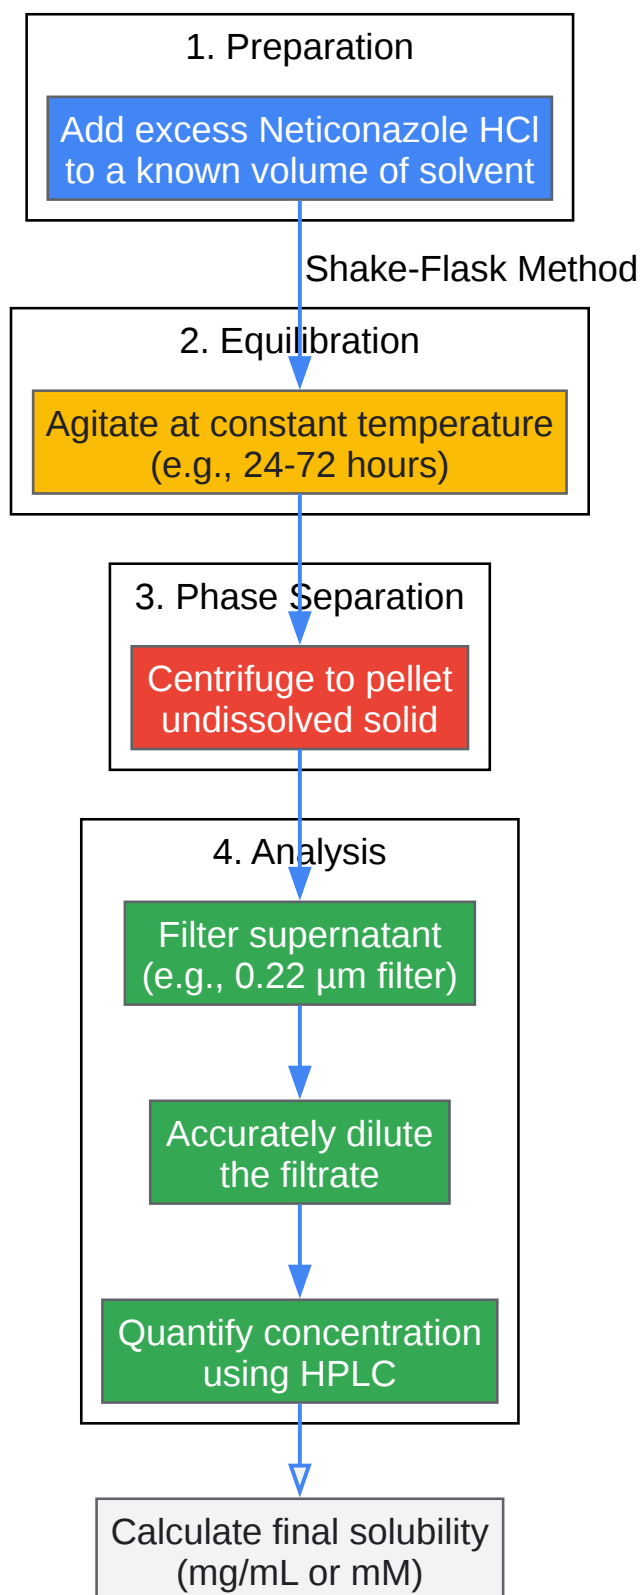 1. Preparation
Add excess Neticonazole HCl
to a known volume of solvent
Shake-Flask Method
2. Equilibration
Agitate at constant temperature
(e.g., 24-72 hours)
3. Phase Separation
Centrifuge to pellet
undissolved solid
4. Analysis
Filter supernatant
(e.g., 0.22 µm filter)
Accurately dilute
the filtrate
Quantify concentration
using HPLC
Calculate final solubility
(mg/mL or mM)